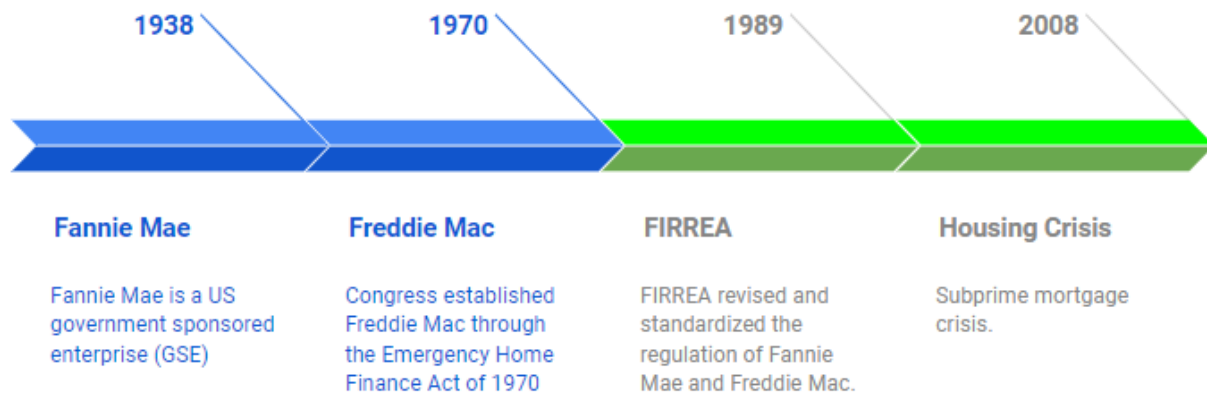 1938
1970
1989
2008
Fannie Mae
Freddie Mac
FIRREA
Housing Crisis
Fannie Mae is a US
government sponsored
enterprise (GSE)
Congress established
Freddie Mac through
the Emergency Home
Finance Act of 1970
FIRREA revised and
standardized the
regulation of Fannie
Mae and Freddie Mac.
Subprime mortgage
crisis.